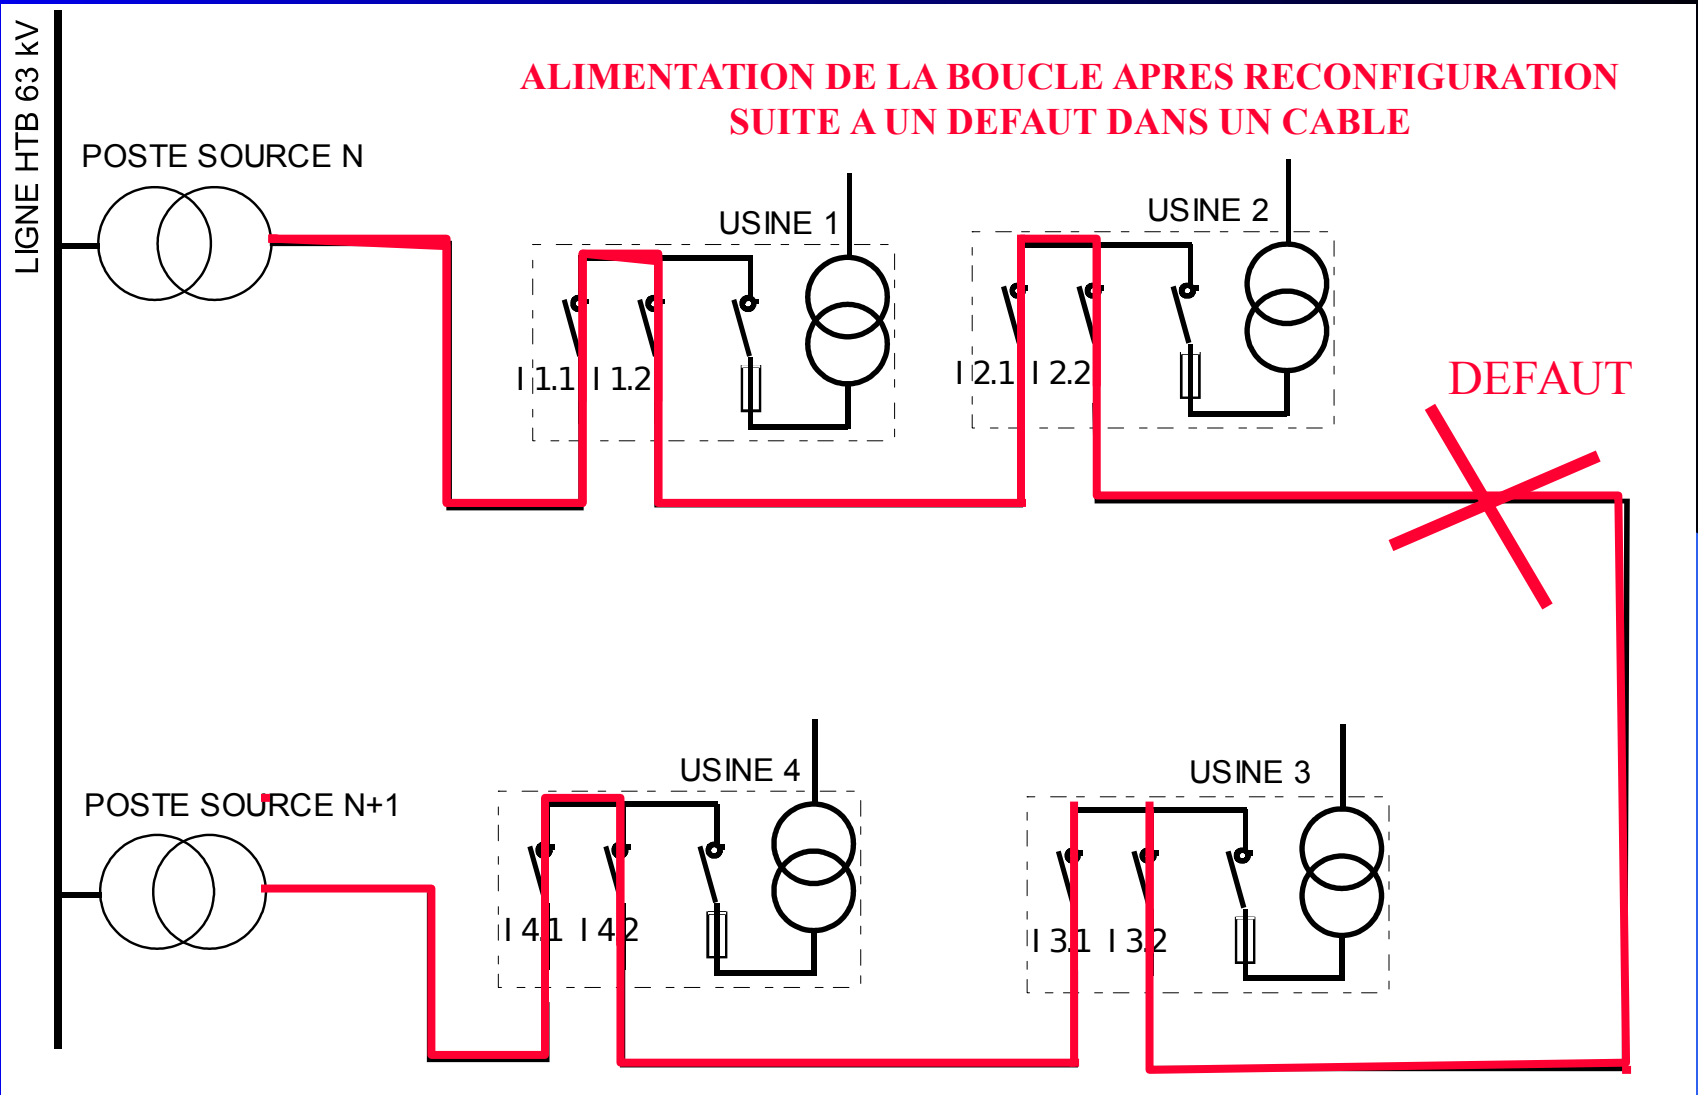 LIGNE HTB 63 kV
ALIMENTATION DE LA BOUCLE APRES RECONFIGURATION
SUITE A UN DEFAUT DANS UN CABLE
POSTE SOURCE N
USINE 1
USINE 2
I 1.1 I 1.2
I 2.1 I 2.2
DEFAUT
USINE 4
USINE 3
POSTE SOURCE N+1
I 4.1 I 4.2
I 3.1 I 3.2